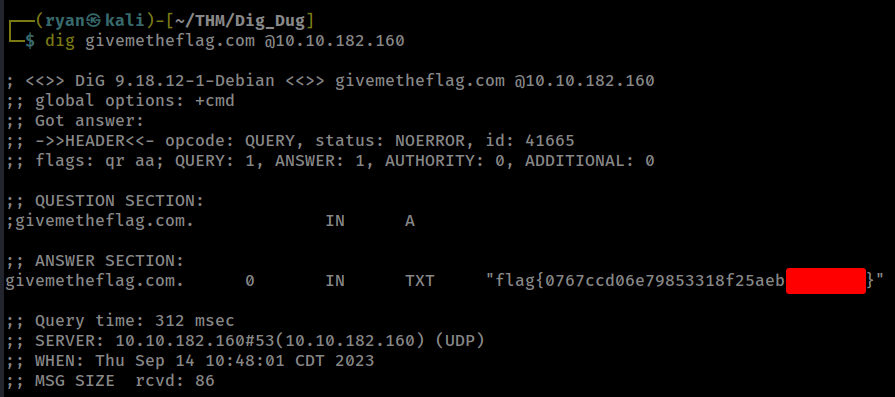 ┌──(ryan㉿kali)-[~/THM/Dig_Dug]
└─$ dig givemetheflag.com @10.10.182.160
; <<>> DiG 9.18.12-1-Debian <<>> givemetheflag.com @10.10.182.160
;; global options: +cmd
;; Got answer:
;; ->>HEADER<<- opcode: QUERY, status: NOERROR, id: 41665
;; flags: qr aa; QUERY: 1, ANSWER: 1, AUTHORITY: 0, ADDITIONAL: 0
;; QUESTION SECTION:
;givemetheflag.com. IN A
;; ANSWER SECTION:
givemetheflag.com. 0 IN TXT "flag{0767ccd06e79853318f25aeb}"
;; Query time: 312 msec
;; SERVER: 10.10.182.160#53(10.10.182.160) (UDP)
;; WHEN: Thu Sep 14 10:48:01 CDT 2023
;; MSG SIZE rcvd: 86